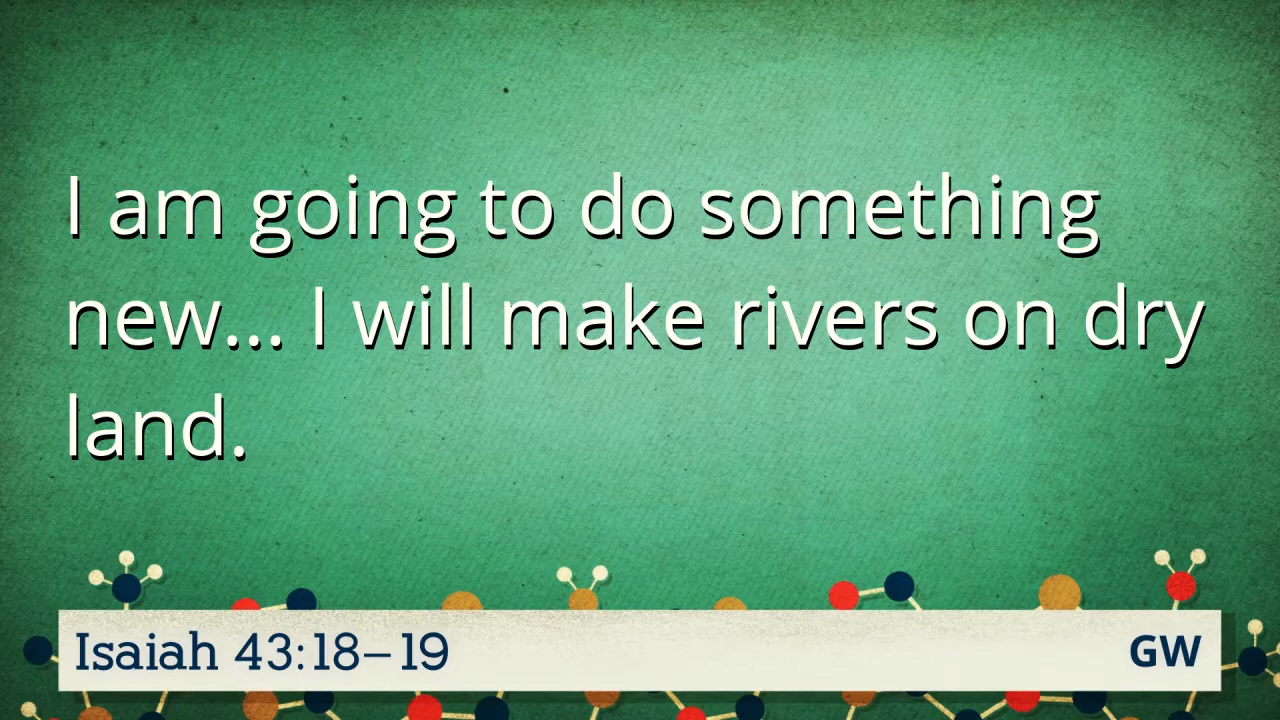 I am going to do something
new... I will make rivers on dry
land.
Isaiah 43:18–19
GW